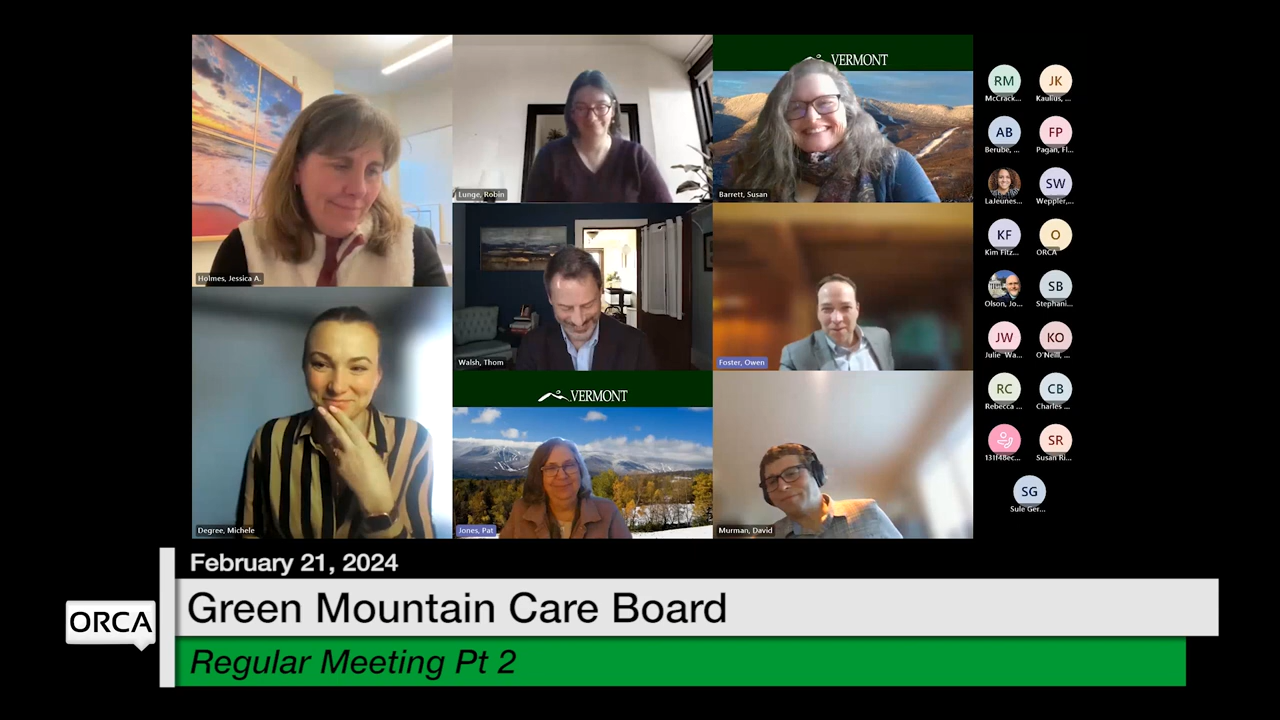 VERMONT
RM
JK
McCrack...
Kaulius, ...
AB
FP
Berube, ...
Pagan, Fl...
Lunge, Robin
Barrett, Susan
SW
LaJeunes...
Weppler,...
KF
O
Kim Fitz...
ORCA
Holmes, Jessica A.
SB
Olson, Jo...
Stephani...
JW
KO
Julie Wa...
O'Neill, ...
Walsh, Thom
Foster, Owen
VERMONT
RC
CB
Rebecca ...
Charles ...
SR
131f48ec...
Susan Ri...
SG
Sule Ger...
Degree, Michele
Jones, Pat
Murman, David
February 21, 2024
ORCA
Green Mountain Care Board
Regular Meeting Pt 2